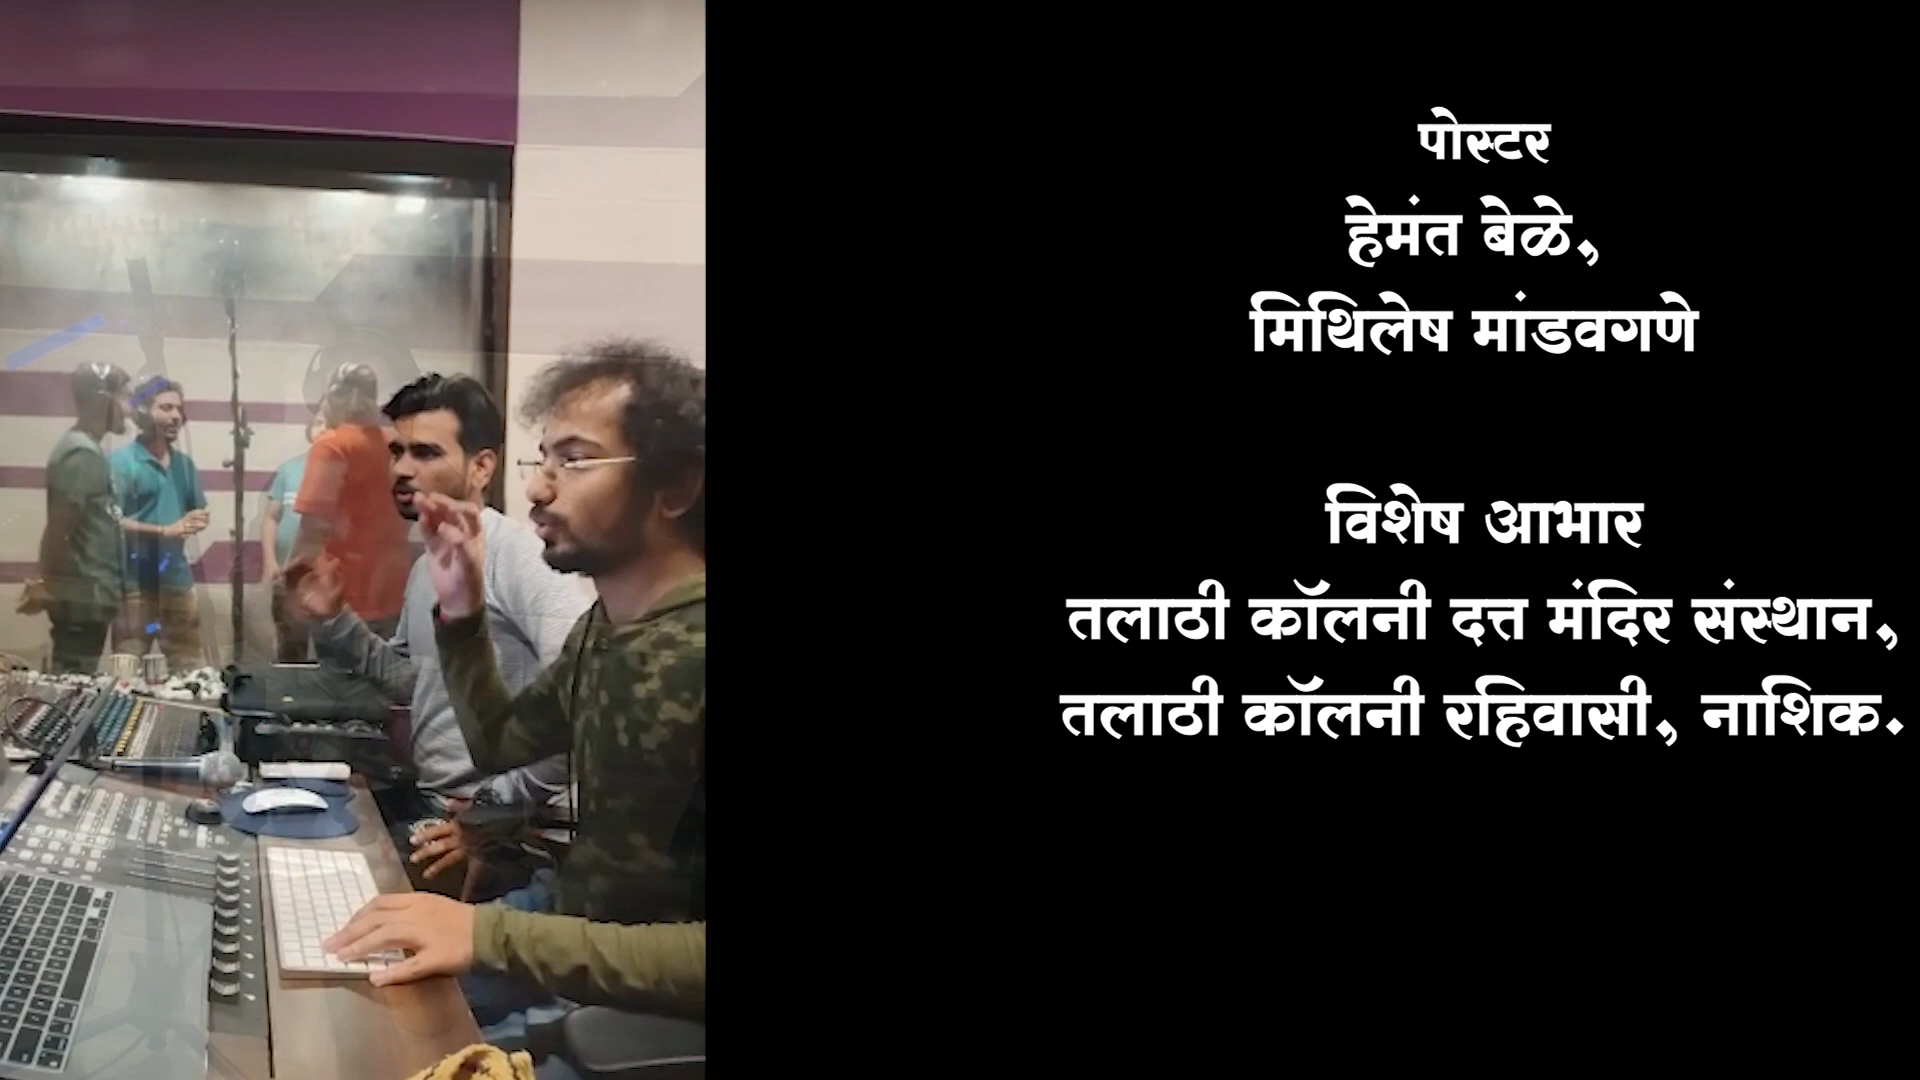 पोस्टर
हेमंत बेळे,
मिथिलेष मांडवगणे
विशेष आभार
तलाठी कॉलनी दत्त मंदिर संस्थान,
तलाठी कॉलनी रहिवासी, नाशिक.